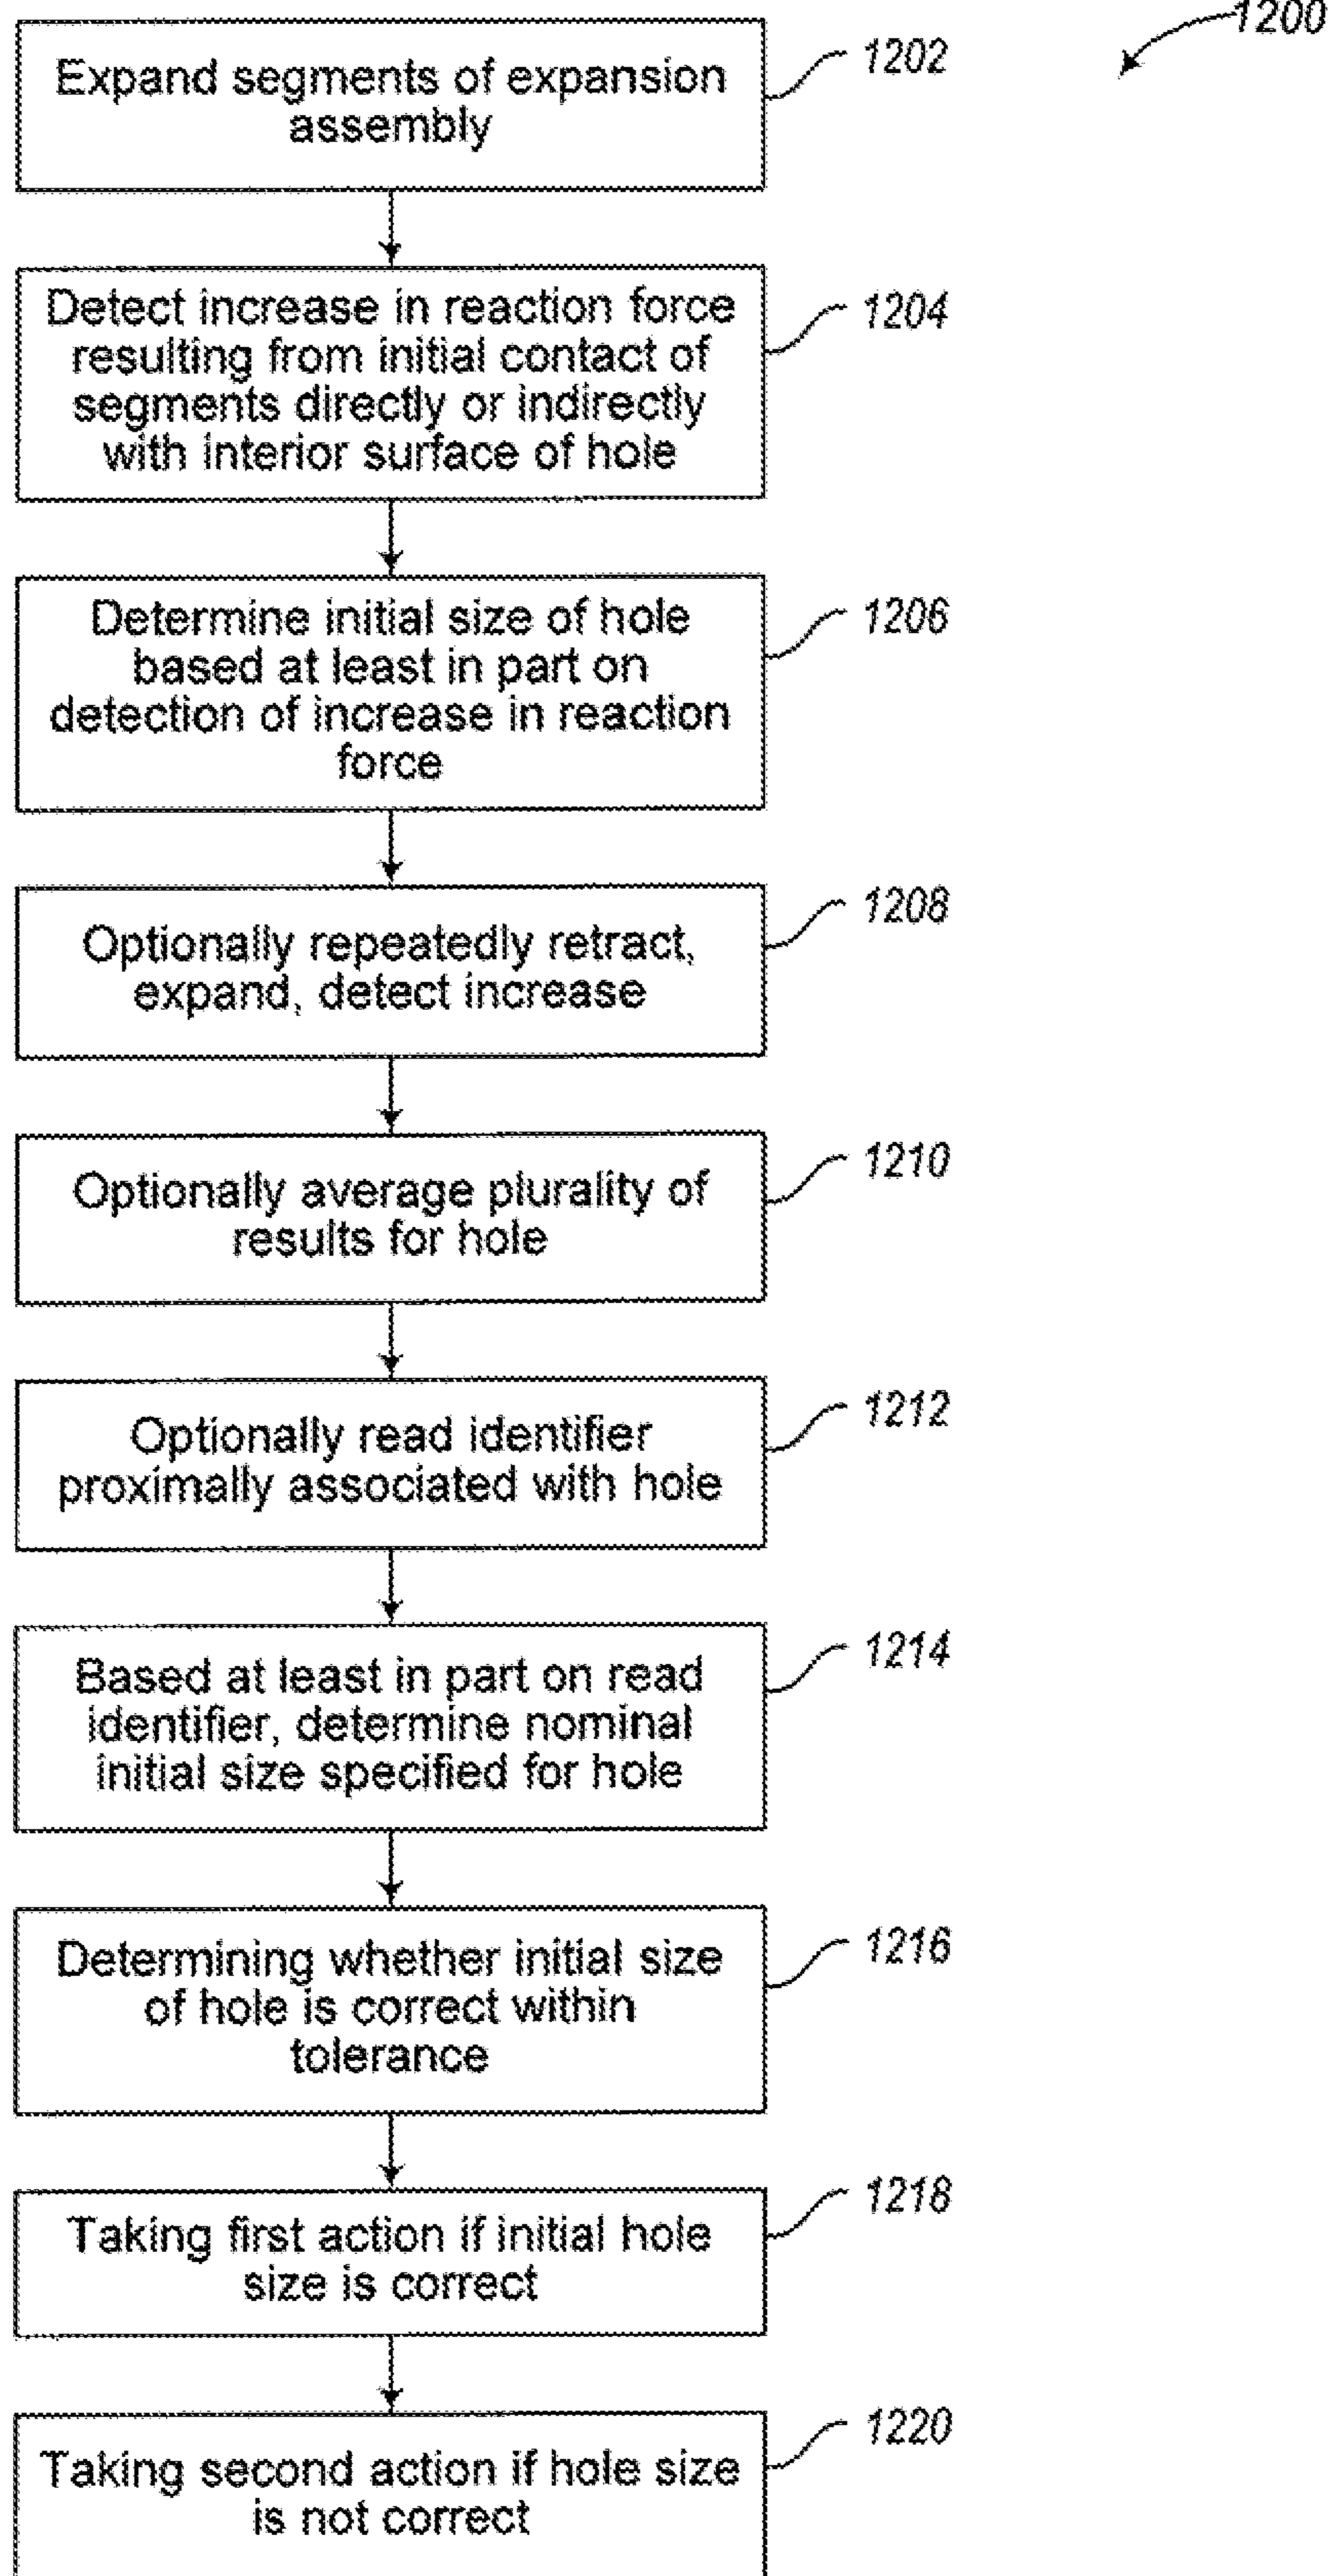 1200
Expand segments of expansion
assembly
1202
Detect increase in reaction force
resulting from initial contact of
segments directly or indirectly
with interior surface of hole
1204
Determine initial size of hole
based at least in part on
detection of increase in reaction
force
1206
Optionally repeatedly retract,
expand, detect increase
1208
Optionally average plurality of
results for hole
1210
Optionally read identifier
proximally associated with hole
1212
Based at least in part on read
identifier, determine nominal
initial size specified for hole
1214
Determining whether initial size
of hole is correct within
tolerance
1216
Taking first action if initial hole
size is correct
1218
Taking second action if hole size
is not correct
1220